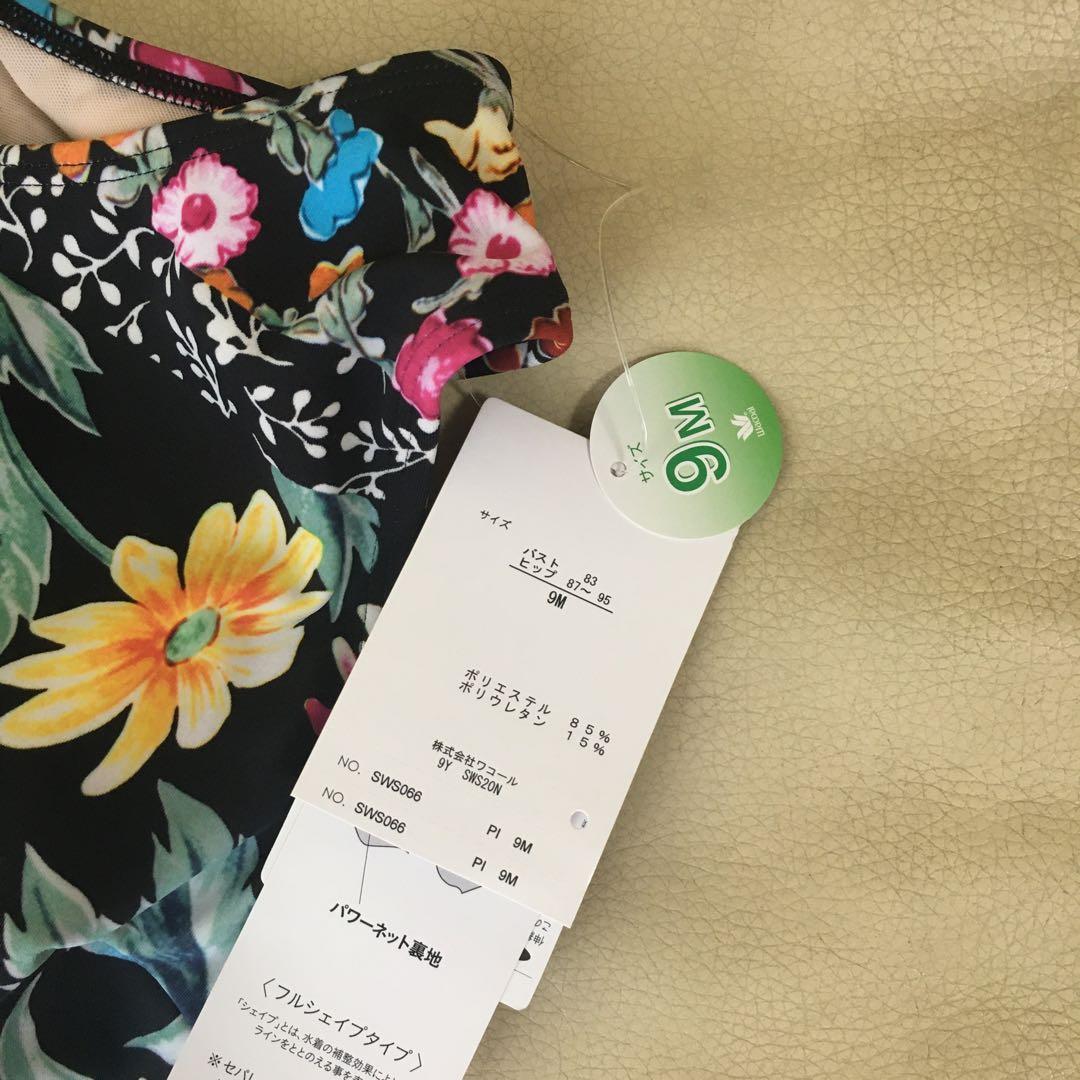 Wacoal
サイズ
9M
サイズ
バスト 83
ヒップ 87～95
9M
ポリエステル 85%
ポリウレタン 15%
株式会社ワコール
9Y SWS20N
NO. SWS066 PI 9M
NO. SWS066 PI 9M
パワーネット裏地
〈フルシェイプタイプ〉
「シェイプ」とは、水着の補整効果によ
ラインをととのえる事を
※セパレ